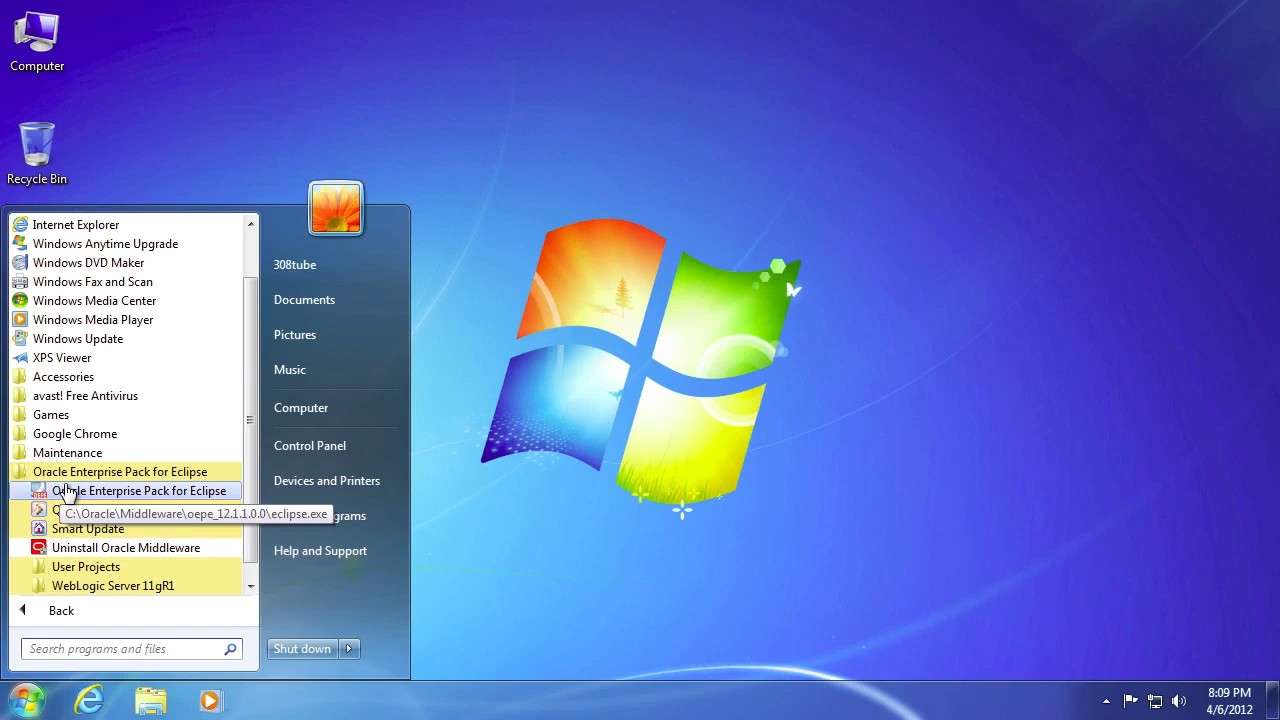 Computer
Recycle Bin
Internet Explorer
Windows Anytime Upgrade
Windows DVD Maker
Windows Fax and Scan
Windows Media Center
Windows Media Player
Windows Update
XPS Viewer
Accessories
avast! Free Antivirus
Games
Google Chrome
Maintenance
Oracle Enterprise Pack for Eclipse
Enterprise Pack for Eclipse
C:\Oracle\Middleware\oepe_12.1.1.0.0\eclipse.exe
Smart Update
Uninstall Oracle Middleware
User Projects
WebLogic Server 11gR1
Back
Search programs and files
308tube
Documents
Pictures
Music
Computer
Control Panel
Devices and Printers
Help and Support
Shut down
8:09 PM
4/6/2012